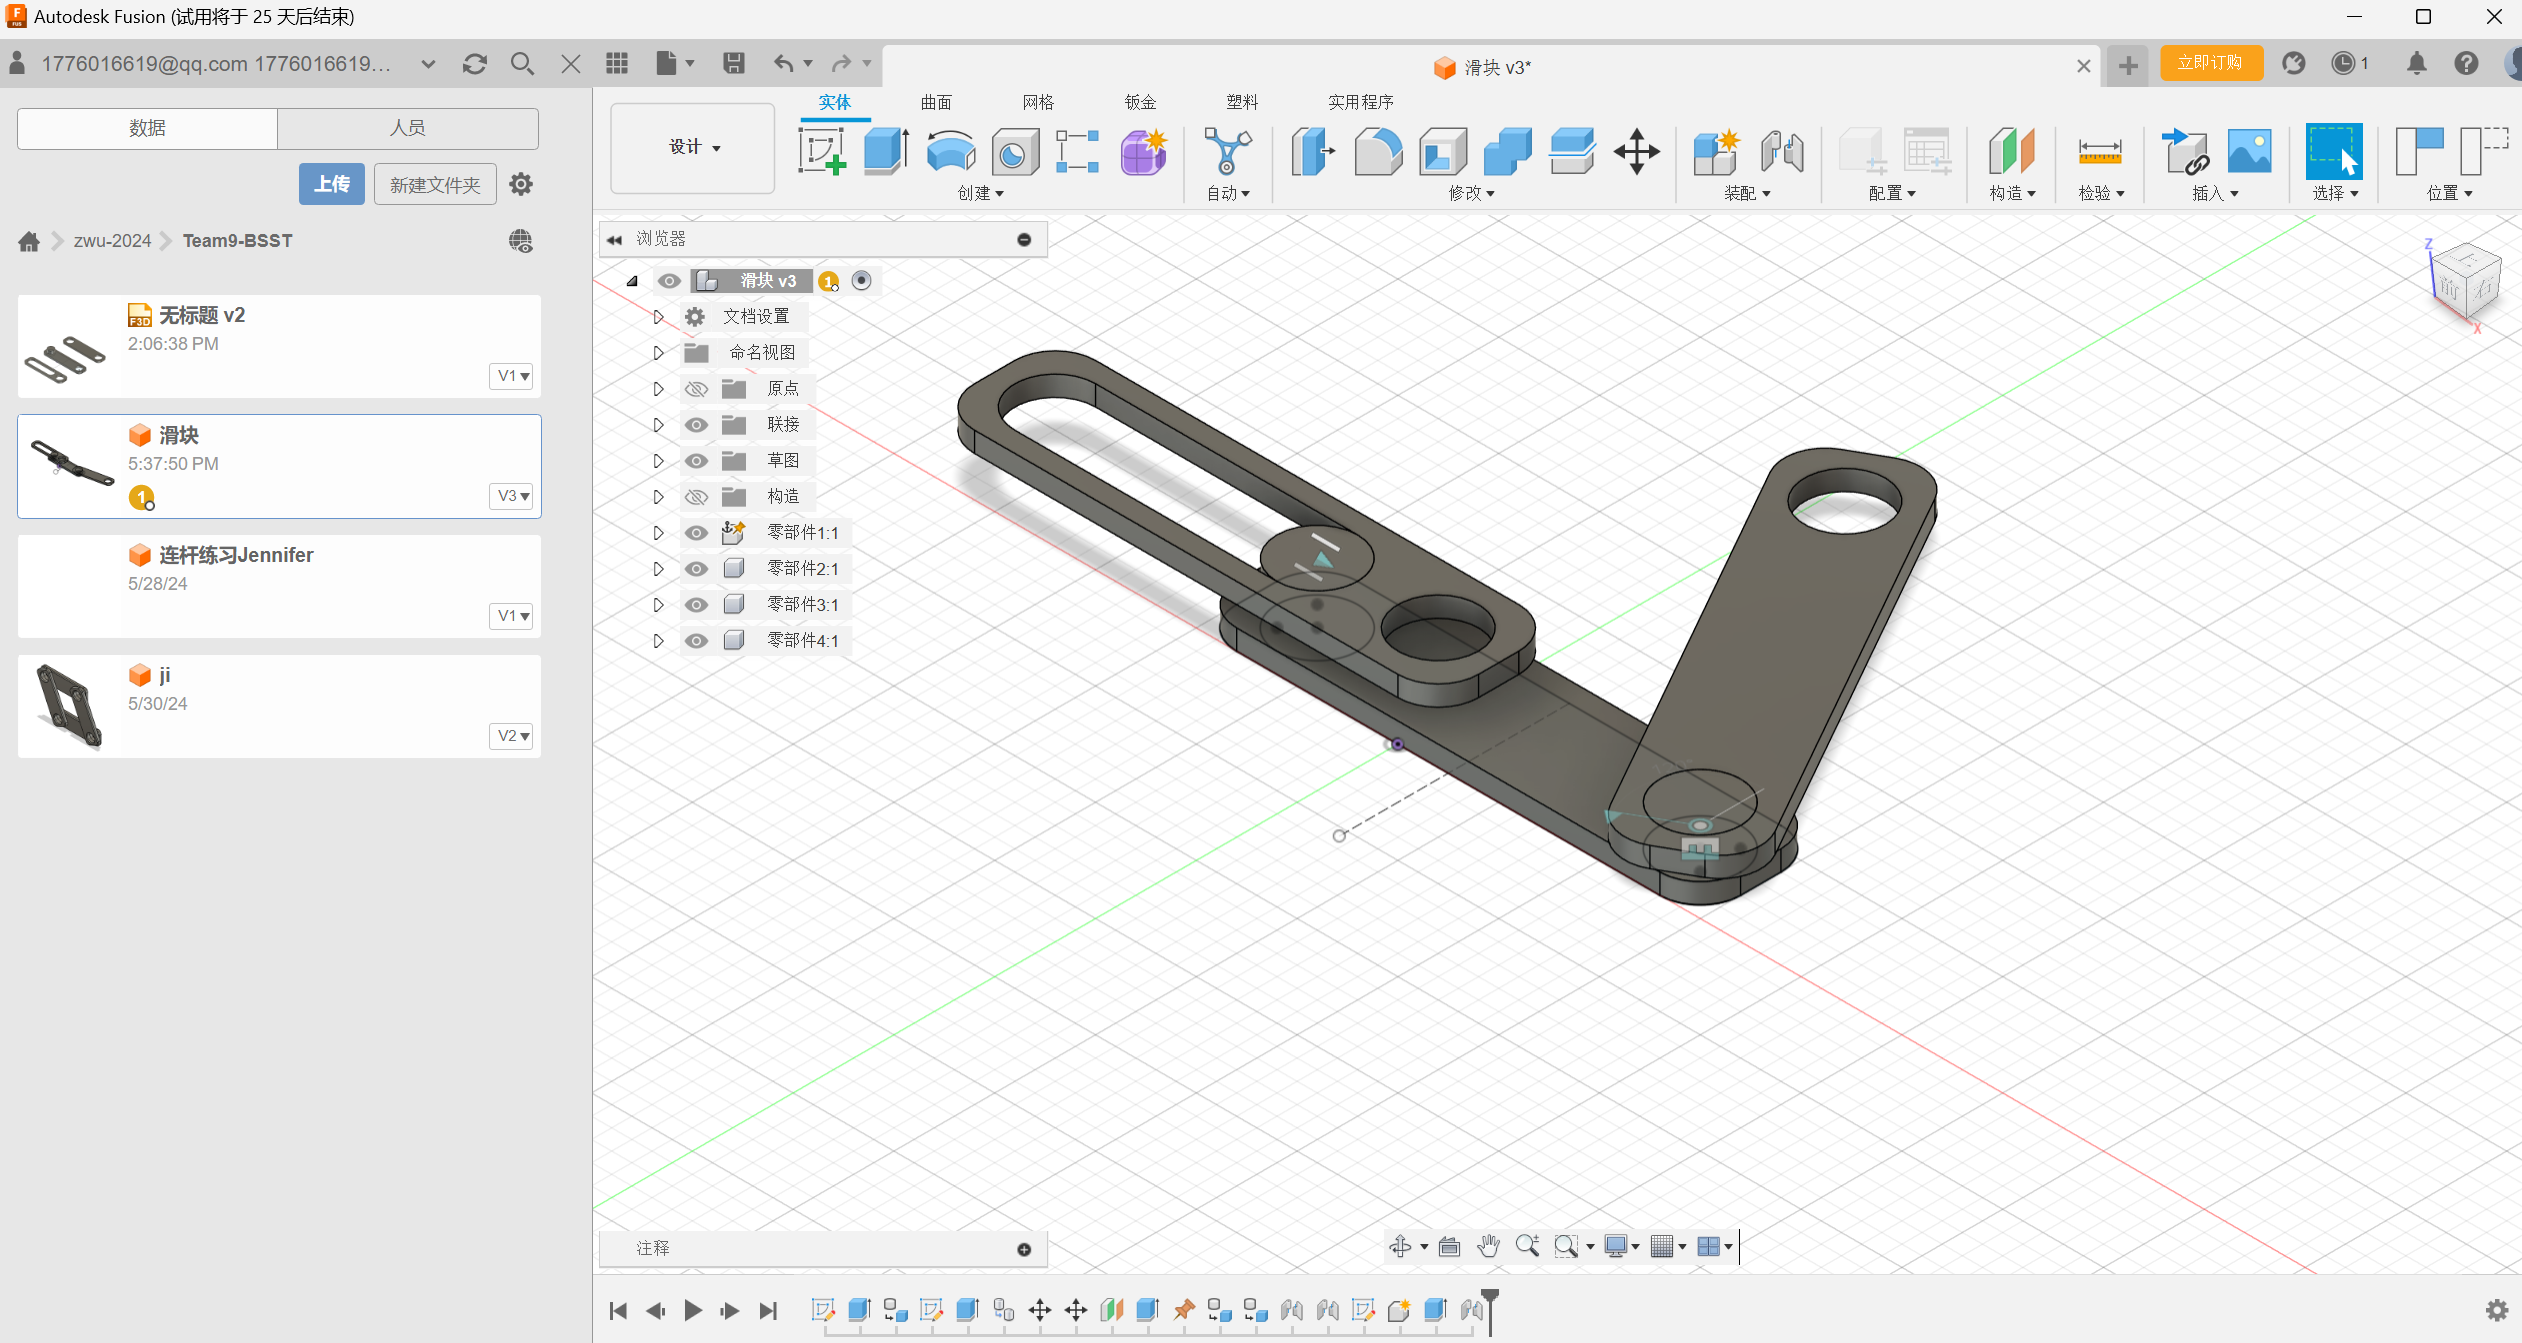 Autodesk Fusion (试用将于 25 天后结束)
1776016619@qq.com 1776016619...
滑块 v3*
立即订购
1
数据
人员
实体
曲面
网格
钣金
塑料
实用程序
设计
创建
自动
修改
装配
配置
构造
检验
插入
选择
位置
上传
新建文件夹
zwu-2024
Team9-BSST
浏览器
滑块 v3
1
文档设置
命名视图
原点
联接
草图
构造
零部件1:1
零部件2:1
零部件3:1
零部件4:1
F3D
无标题 v2
2:06:38 PM
V1
滑块
5:37:50 PM
1
V3
连杆练习Jennifer
5/28/24
V1
ji
5/30/24
V2
Z
上
前
右
X
注释